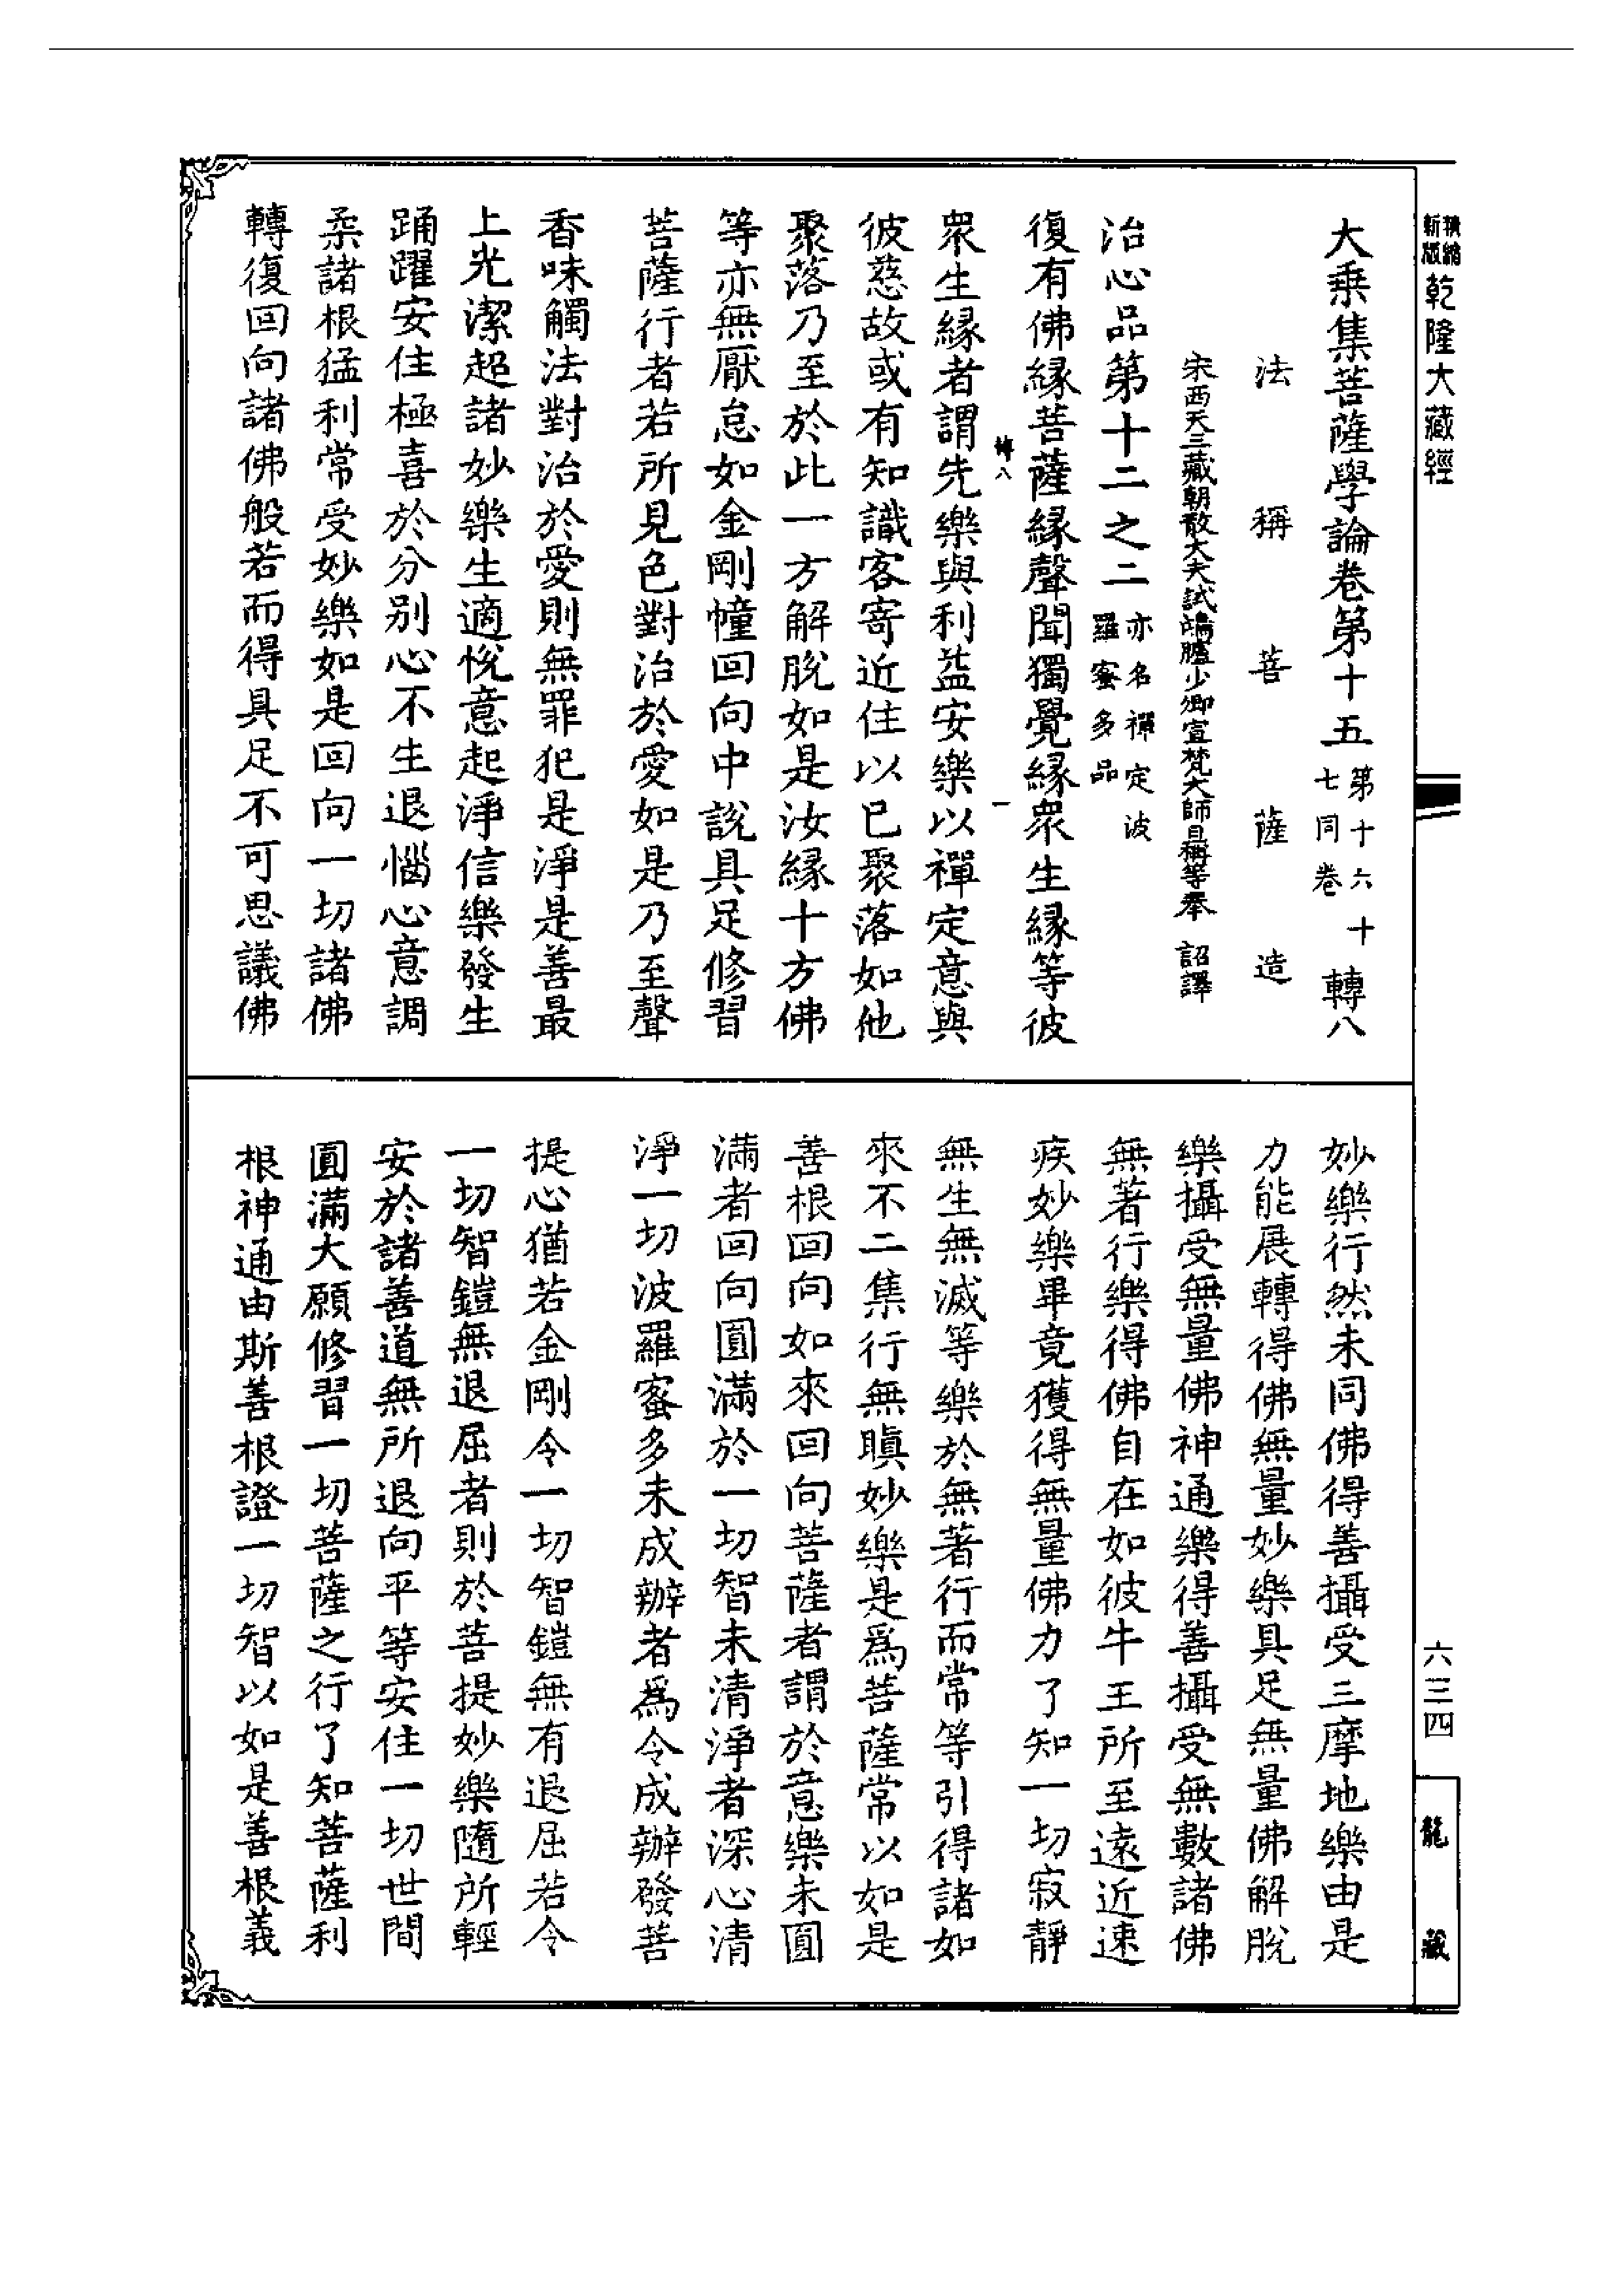 精縮新版乾隆大藏經
大乘集菩薩學論卷第十五第十六十七同卷 轉八
法稱菩薩造
宋西天三藏朝散大夫試鴻臚少卿宣梵大師日稱等奉 詔譯
治心品第十二之二亦名禪定波羅蜜多品
復有佛緣菩薩緣聲聞獨覺緣衆生緣等彼
轉八 一
衆生緣者謂先樂與利益安樂以禪定意與
彼慈故或有知識客寄近住以已聚落如他
聚落乃至於此一方解脫如是汝緣十方佛
等亦無厭怠如金剛幢回向中說具足修習
菩薩行者若所見色對治於愛如是乃至聲
香味觸法對治於愛則無罪犯是淨是善最
上光潔超諸妙樂生適悅意起淨信樂發生
踊躍安住極喜於分别心不生退惱心意調
柔諸根猛利常受妙樂如是回向一切諸佛
轉復回向諸佛般若而得具足不可思議佛
妙樂行然未同佛得善攝受三摩地樂由是
力能展轉得佛無量妙樂具足無量佛解脫
樂攝受無量佛神通樂得善攝受無數諸佛
無著行樂得佛自在如彼牛王所至遠近速
疾妙樂畢竟獲得無量佛力了知一切寂靜
無生無滅等樂於無著行而常等引得諸如
來不二集行無瞋妙樂是爲菩薩常以如是
善根回向如來回向菩薩者謂於意樂未圓
滿者回向圓滿於一切智未清淨者深心清
淨一切波羅蜜多未成辦者爲令成辦發菩
提心猶若金剛令一切智鎧無有退屈若令
一切智鎧無退屈者則於菩提妙樂隨所輕
安於諸善道無所退向平等安住一切世間
圓滿大願修習一切菩薩之行了知菩薩利
根神通由斯善根證一切智以如是善根義
六三四
龍藏